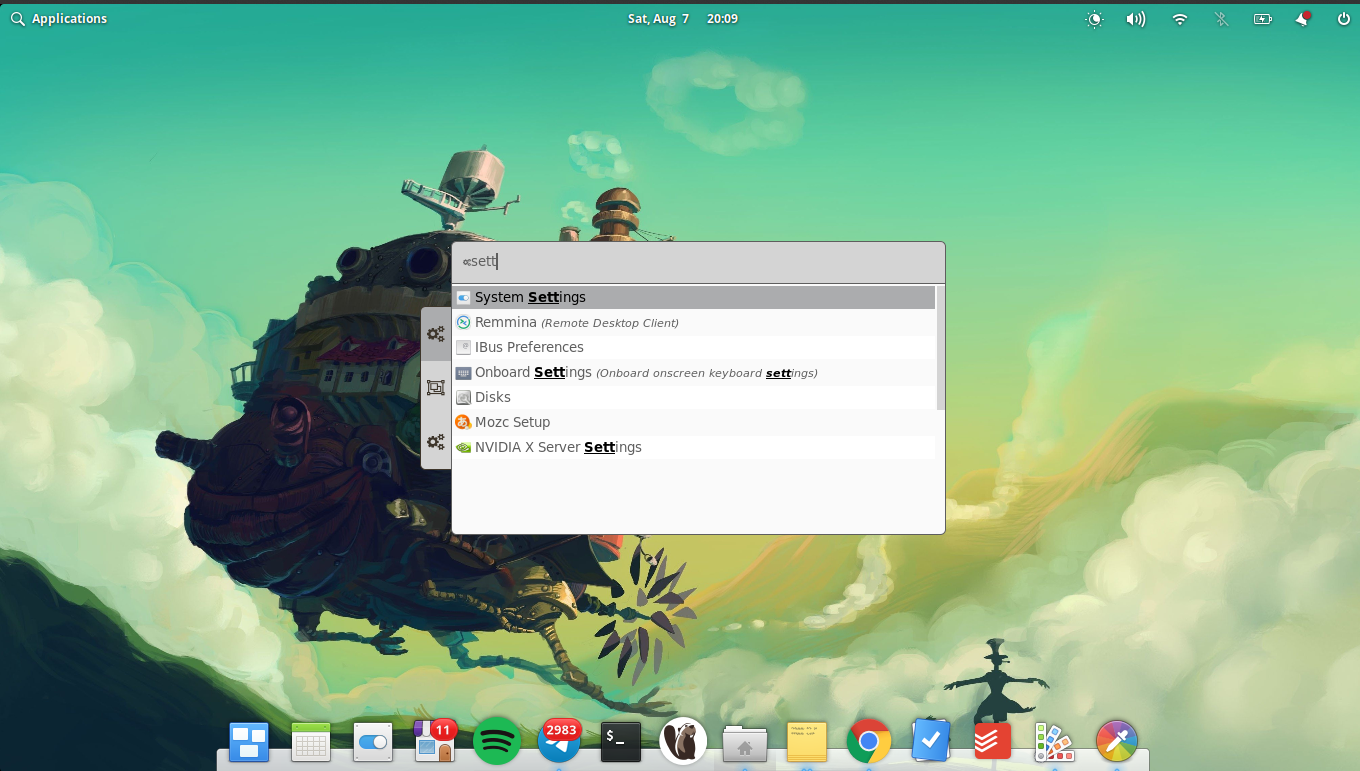 Applications
Sat, Aug 7 20:09
sett
System Settings
Remmina (Remote Desktop Client)
IBus Preferences
Onboard Settings (Onboard onscreen keyboard settings)
Disks
あ Mozc Setup
NVIDIA X Server Settings
11
2983
$_